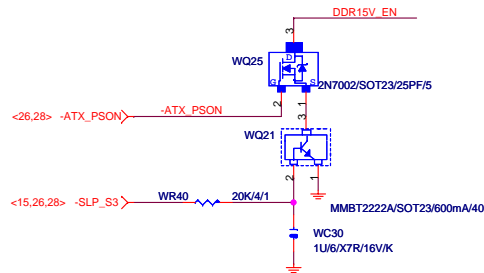 DDR15V_EN
3
WQ25
D
G
S
2N7002/SOT23/25PF/5
2
1
<26,28> -ATX_PSON
-ATX_PSON
3
WQ21
2
1
MMBT2222A/SOT23/600mA/40
<15,26,28> -SLP_S3
WR40
20K/4/1
WC30
1U/6/X7R/16V/K